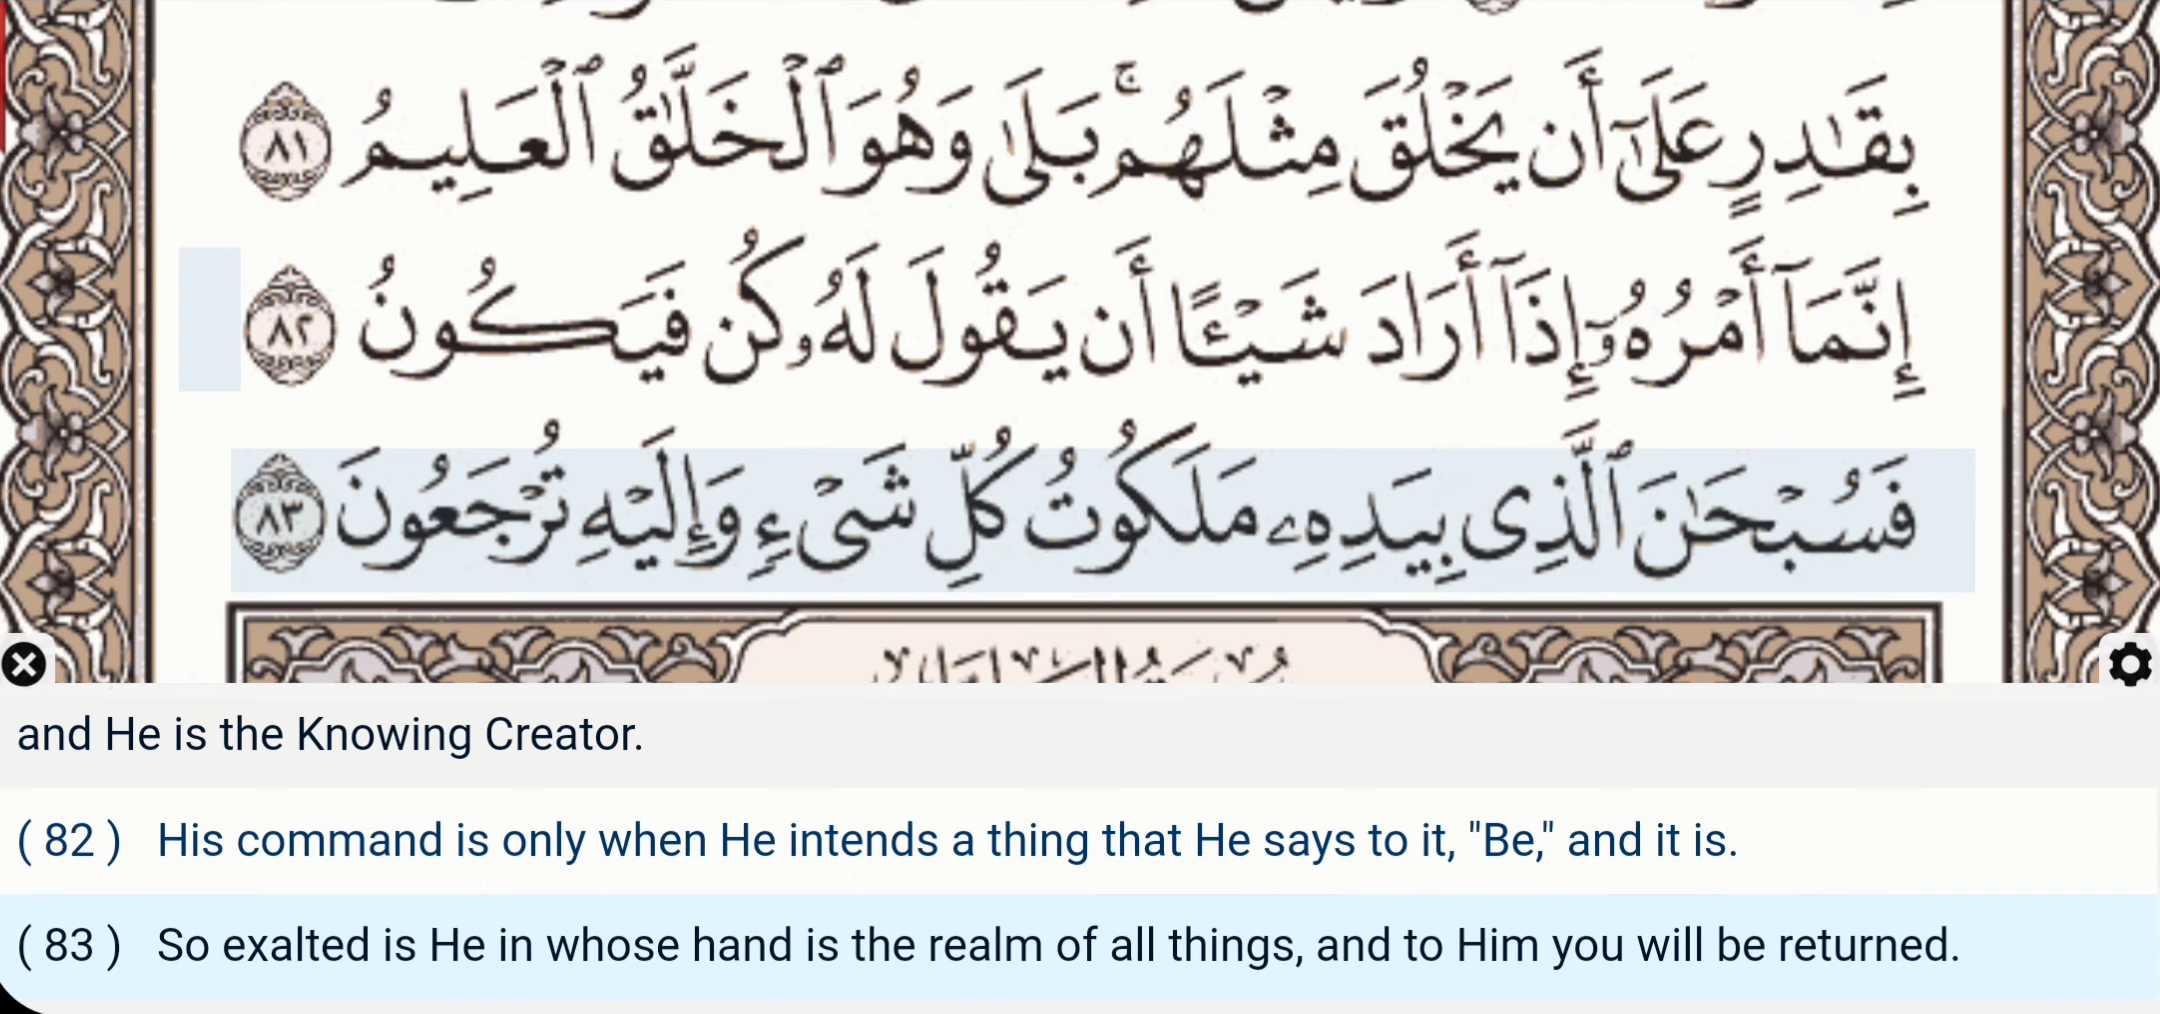 بِقَـٰدِرٍ عَلَىٰٓ أَن يَخْلُقَ مِثْلَهُم ۚ بَلَىٰ وَهُوَ ٱلْخَلَّـٰقُ ٱلْعَلِيمُ ٨١
إِنَّمَآ أَمْرُهُۥٓ إِذَآ أَرَادَ شَيْـًٔا أَن يَقُولَ لَهُۥ كُن فَيَكُونُ ٨٢
فَسُبْحَـٰنَ ٱلَّذِى بِيَدِهِۦ مَلَكُوتُ كُلِّ شَىْءٍ وَإِلَيْهِ تُرْجَعُونَ ٨٣
and He is the Knowing Creator.
( 82 ) His command is only when He intends a thing that He says to it, "Be," and it is.
( 83 ) So exalted is He in whose hand is the realm of all things, and to Him you will be returned.